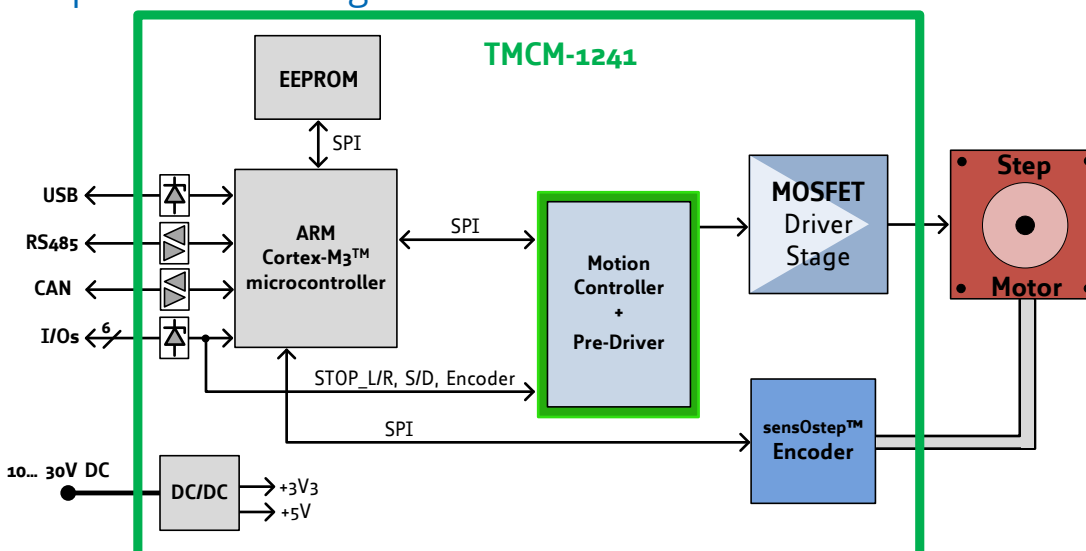 TMCM-1241
EEPROM
SPI
USB
RS485
CAN
I/Os
6
ARM
Cortex-M3™
microcontroller
SPI
Motion
Controller
+
Pre-Driver
MOSFET
Driver
Stage
Step
Motor
STOP_L/R, S/D, Encoder
SPI
sensOstep™
Encoder
10... 30V DC
DC/DC
+3V3
+5V